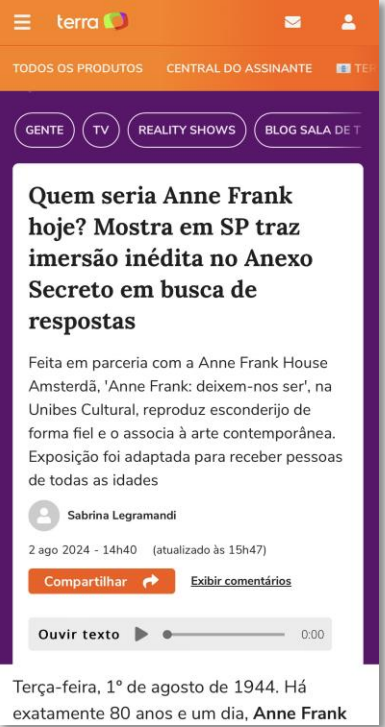 terra
TODOS OS PRODUTOS CENTRAL DO ASSINANTE TER
GENTE TV REALITY SHOWS BLOG SALA DE T
Quem seria Anne Frank
hoje? Mostra em SP traz
imersão inédita no Anexo
Secreto em busca de
respostas
Feita em parceria com a Anne Frank House
Amsterdã, 'Anne Frank: deixem-nos ser', na
Unibes Cultural, reproduz esconderijo de
forma fiel e o associa à arte contemporânea.
Exposição foi adaptada para receber pessoas
de todas as idades
Sabrina Legramandi
2 ago 2024 - 14h40 (atualizado às 15h47)
Compartilhar Exibir comentários
Ouvir texto 0:00
Terça-feira, 1º de agosto de 1944. Há
exatamente 80 anos e um dia, Anne Frank